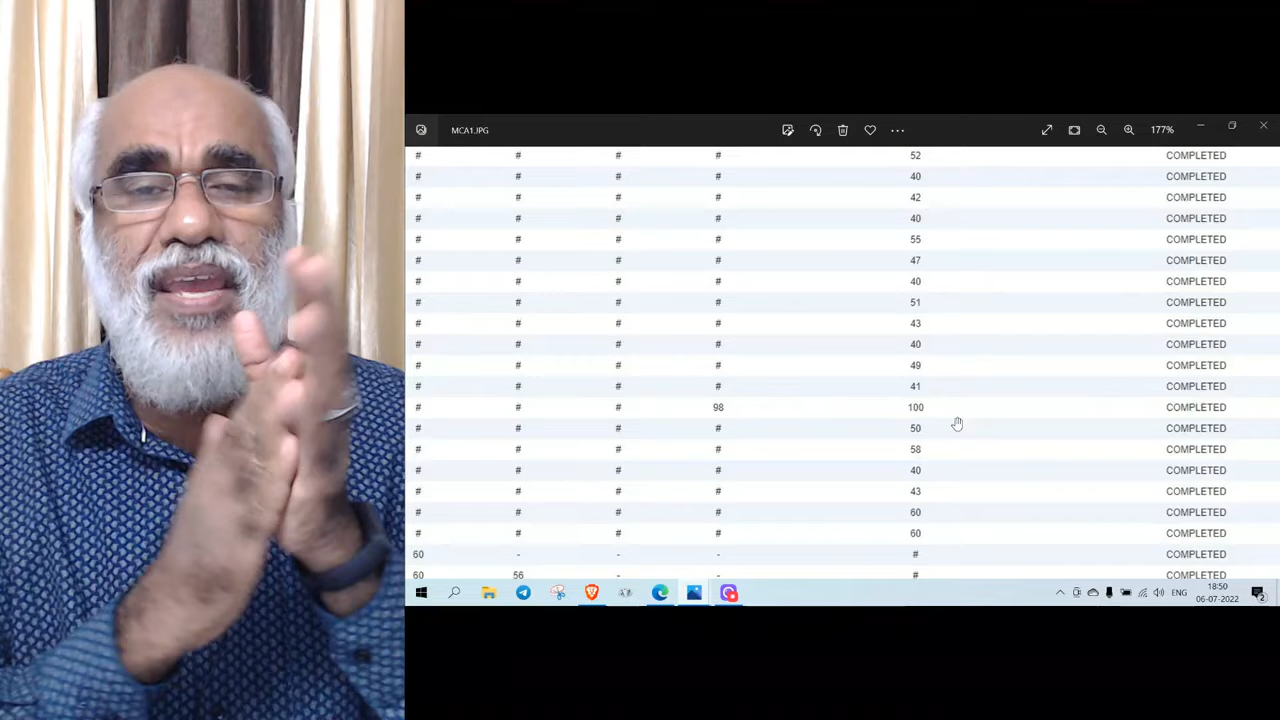 MCA1.JPG 177%
# # # # 52 COMPLETED
# # # # 40 COMPLETED
# # # # 42 COMPLETED
# # # # 40 COMPLETED
# # # # 55 COMPLETED
# # # # 47 COMPLETED
# # # # 40 COMPLETED
# # # # 51 COMPLETED
# # # # 43 COMPLETED
# # # # 40 COMPLETED
# # # # 49 COMPLETED
# # # # 41 COMPLETED
# # # 98 100 COMPLETED
# # # # 50 COMPLETED
# # # # 58 COMPLETED
# # # # 40 COMPLETED
# # # # 43 COMPLETED
# # # # 60 COMPLETED
# # # # 60 COMPLETED
60 - - - # COMPLETED
60 56 - - # COMPLETED
ENG 18:50
06-07-2022 2